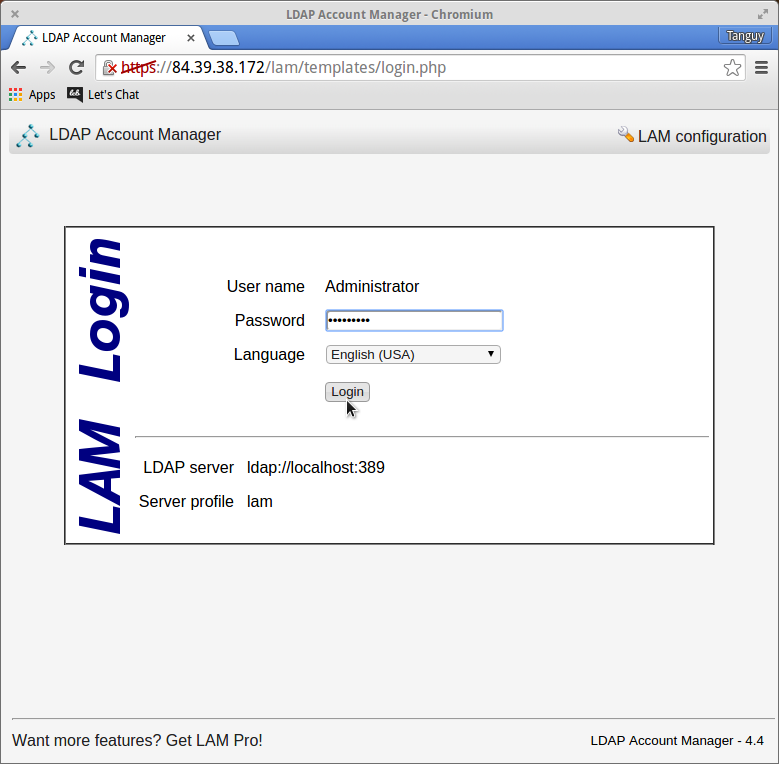 LDAP Account Manager - Chromium
LDAP Account Manager
Tanguy
https://84.39.38.172/lam/templates/login.php
Apps
Let's Chat
LDAP Account Manager
LAM configuration
LAM Login
User name Administrator
Password •••••••••
Language English (USA)
Login
LDAP server ldap://localhost:389
Server profile lam
Want more features? Get LAM Pro!
LDAP Account Manager - 4.4